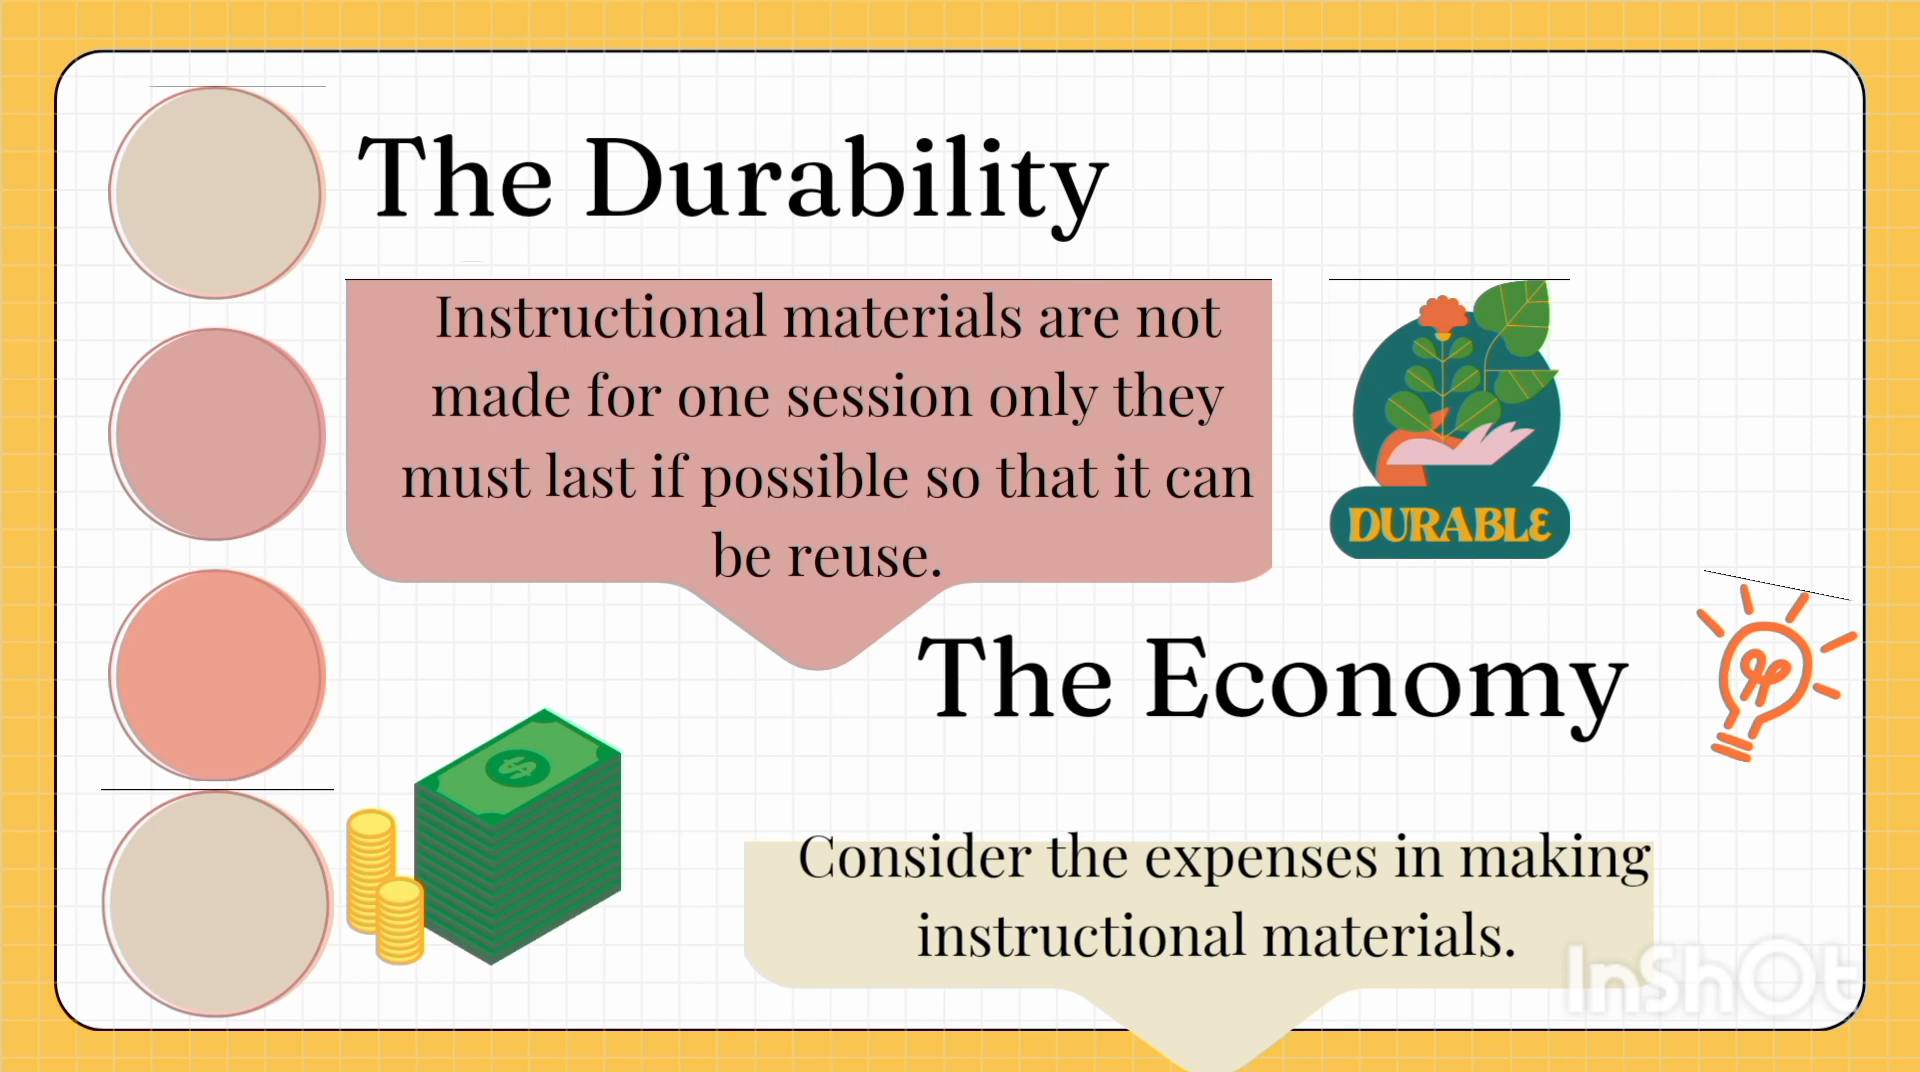 The Durability
Instructional materials are not
made for one session only they
must last if possible so that it can
be reuse.
DURABLE
The Economy
Consider the expenses in making
instructional materials.
InShOt